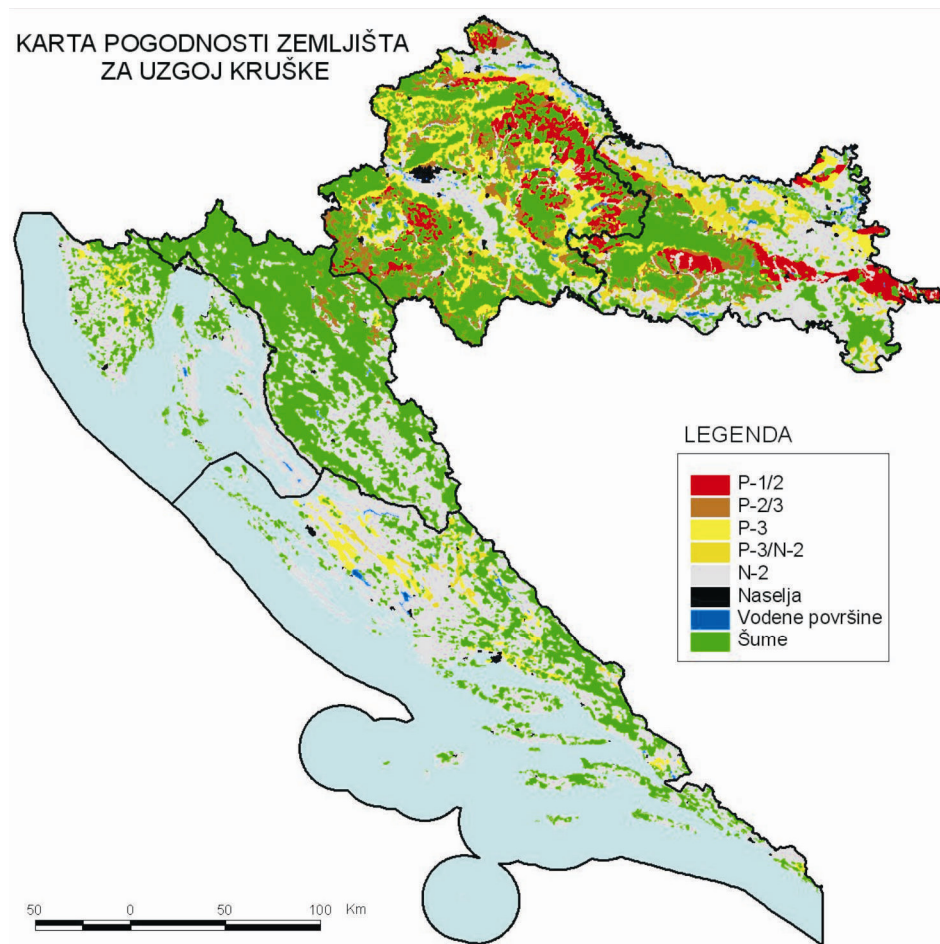 KARTA POGODNOSTI ZEMLJIŠTA
ZA UZGOJ KRUŠKE
LEGENDA
P-1/2
P-2/3
P-3
P-3/N-2
N-2
Naselja
Vodene površine
Šume
50 0 50 100 Km